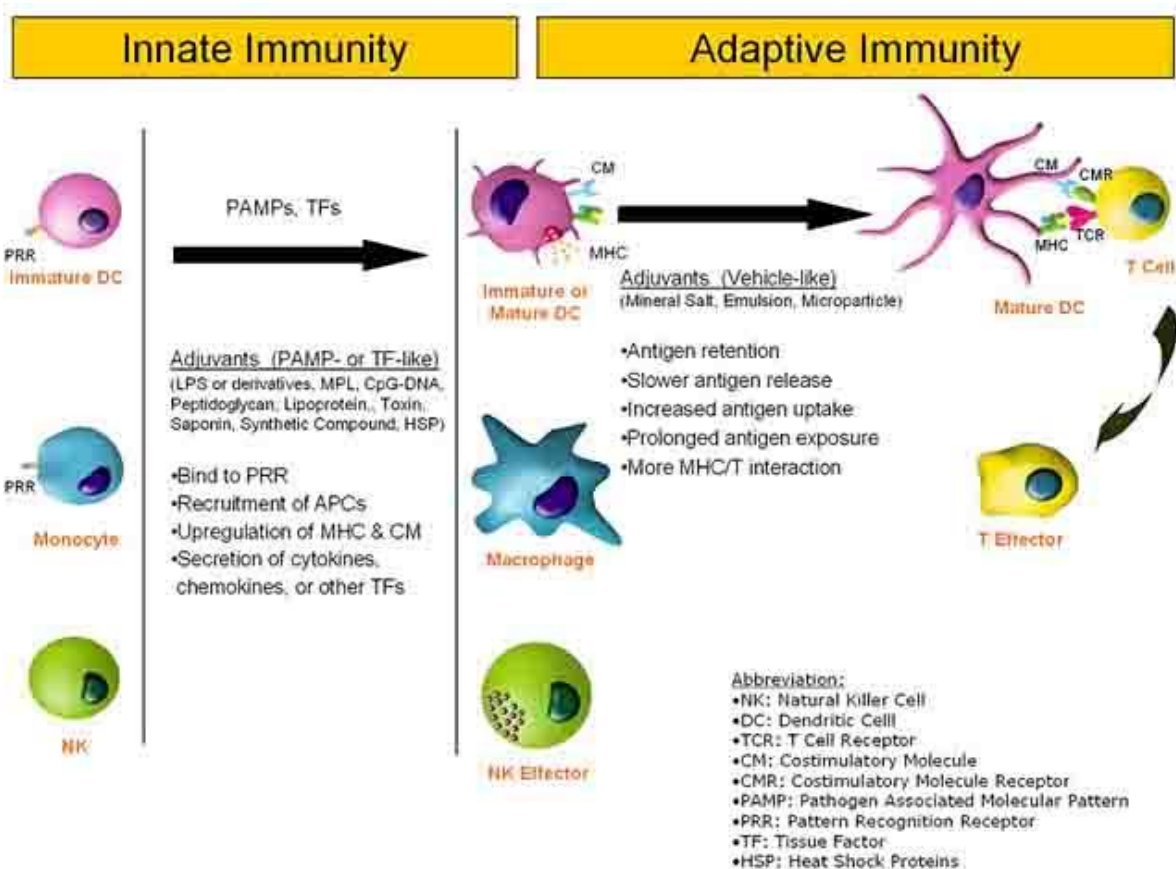 Innate Immunity
Adaptive Immunity
PRR
Immature DC
PAMPs, TFs
Adjuvants (PAMP- or TF-like)
(LPS or derivatives, MPL, CpG-DNA,
Peptidoglycan, Lipoprotein,, Toxin,
Saponin, Synthetic Compound, HSP)
•Bind to PRR
•Recruitment of APCs
•Upregulation of MHC & CM
•Secretion of cytokines,
chemokines, or other TFs
PRR
Monocyte
NK
CM
MHC
Immature or
Mature DC
Macrophage
NK Effector
Adjuvants (Vehicle-like)
(Mineral Salt, Emulsion, Microparticle)
•Antigen retention
•Slower antigen release
•Increased antigen uptake
•Prolonged antigen exposure
•More MHC/T interaction
CM
CMR
MHC
TCR
T Cell
Mature DC
T Effector
Abbreviation:
•NK: Natural Killer Cell
•DC: Dendritic Celll
•TCR: T Cell Receptor
•CM: Costimulatory Molecule
•CMR: Costimulatory Molecule Receptor
•PAMP: Pathogen Associated Molecular Pattern
•PRR: Pattern Recognition Receptor
•TF: Tissue Factor
•HSP: Heat Shock Proteins